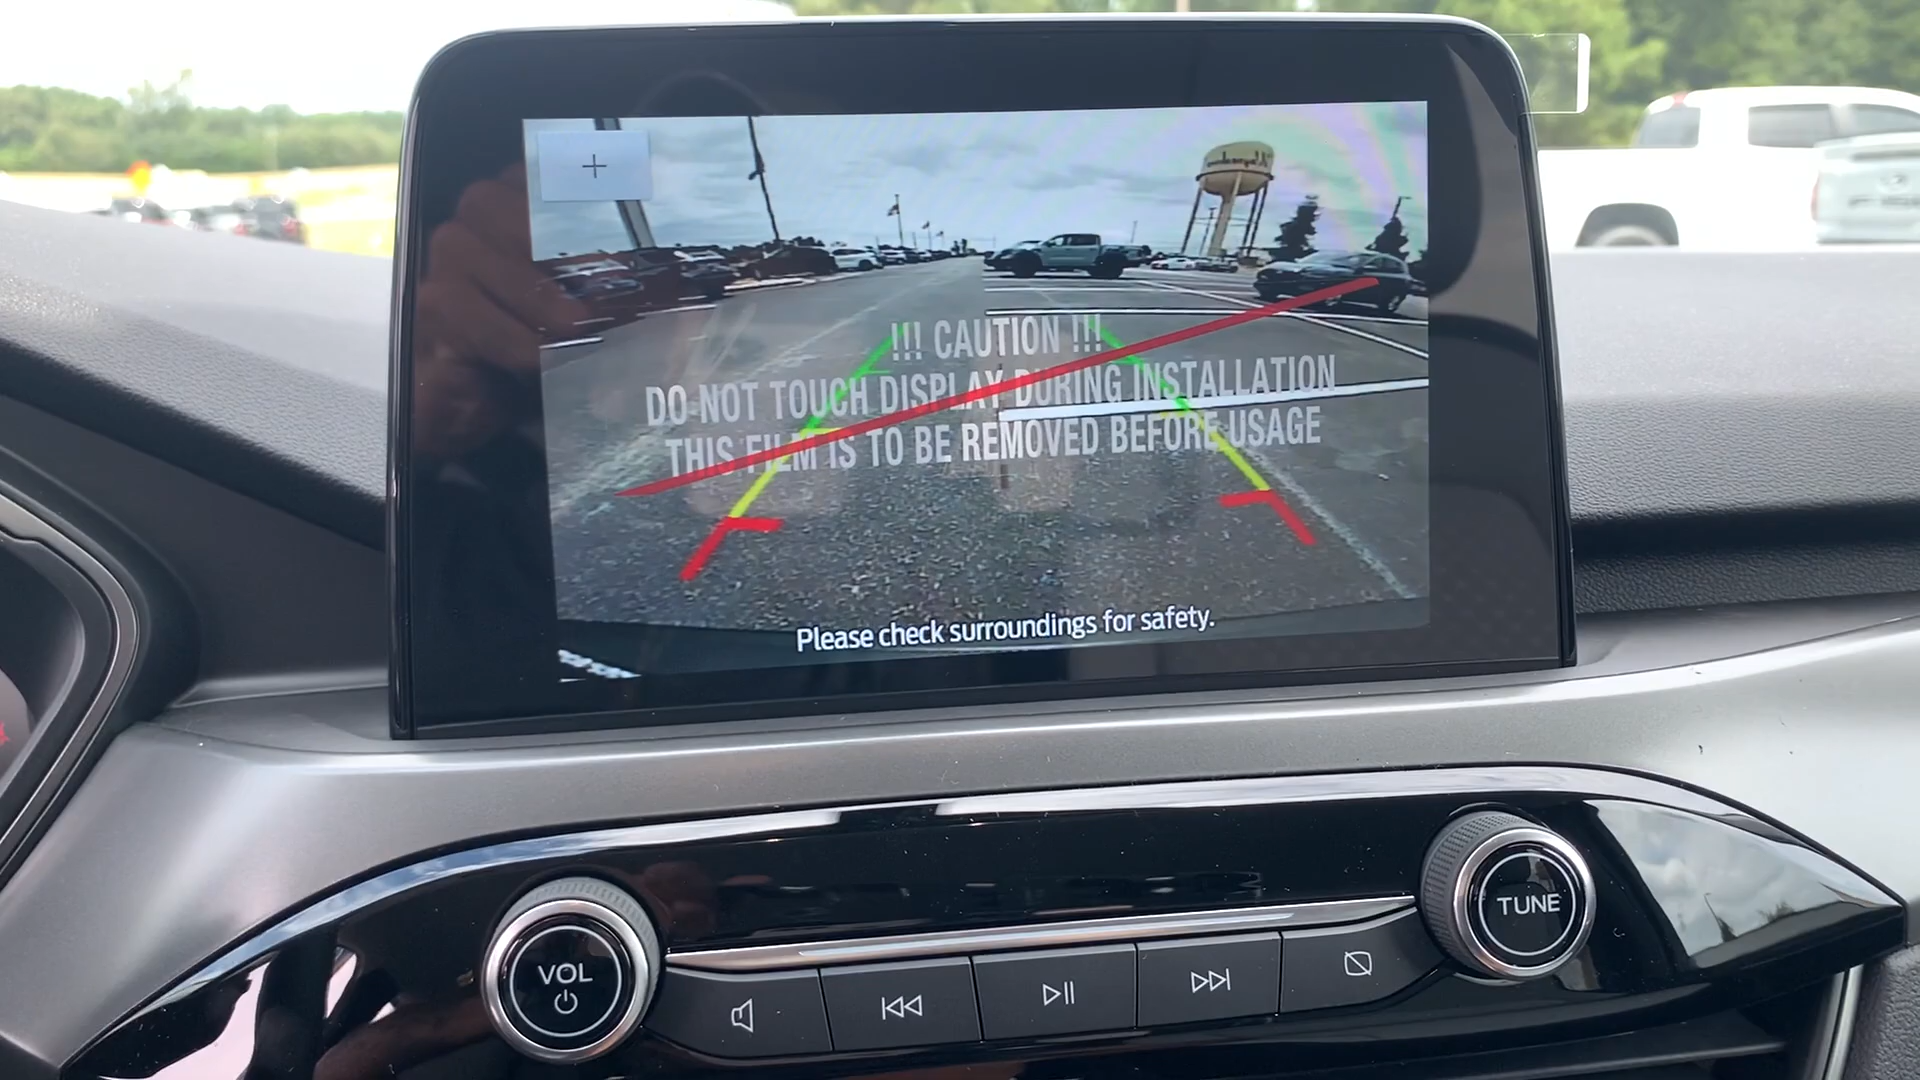 !!! CAUTION !!!
DO NOT TOUCH DISPLAY DURING INSTALLATION
THIS FILM IS TO BE REMOVED BEFORE USAGE
Please check surroundings for safety.
VOL
TUNE